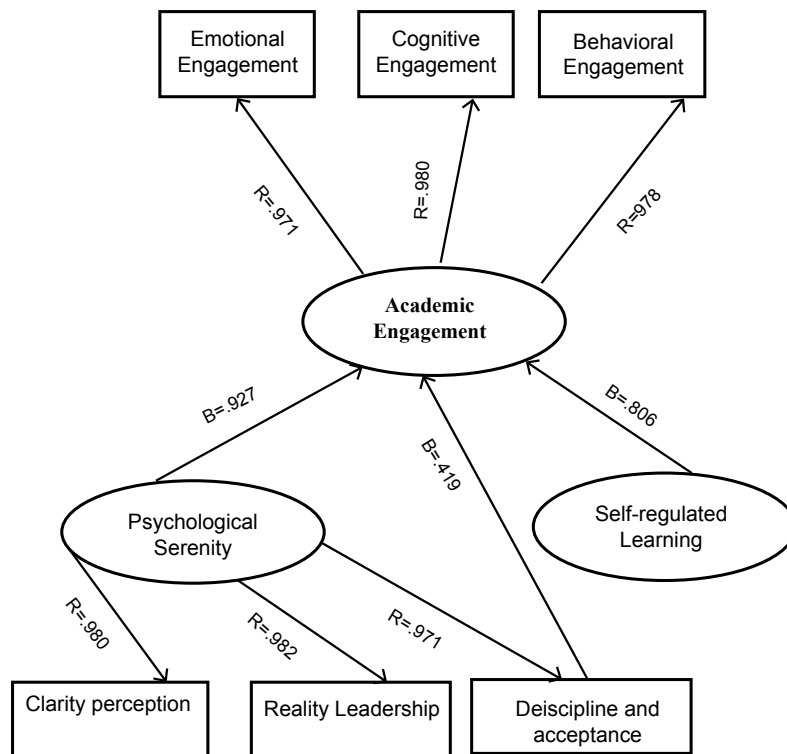 Emotional
Engagement
Cognitive
Engagement
Behavioral
Engagement
R=.971
R=.980
R=978
Academic
Engagement
B=.927
B=.419
B=.806
Psychological
Serenity
Self-regulated
Learning
R=.980
R=.982
R=.971
Clarity perception
Reality Leadership
Deiscipline and
acceptance